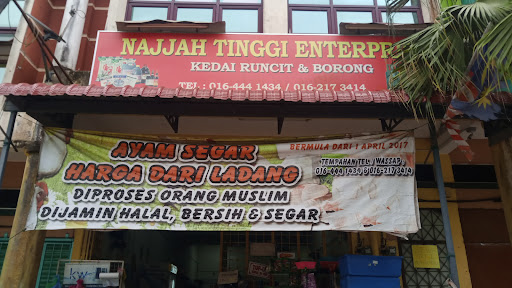 NAJJAH TINGGI ENTERPR
KEDAI RUNCIT & BORONG
TEL : 016-444 1434 / 016-217 3414
AYAM SEGAR
HARGA DARI LADANG
DIPROSES ORANG MUSLIM
DIJAMIN HALAL, BERSIH & SEGAR
BERMULA DARI 1 APRIL 2017
TEMPAHAN TEL / WASSAP
016-444 1434 & 016-217 3414